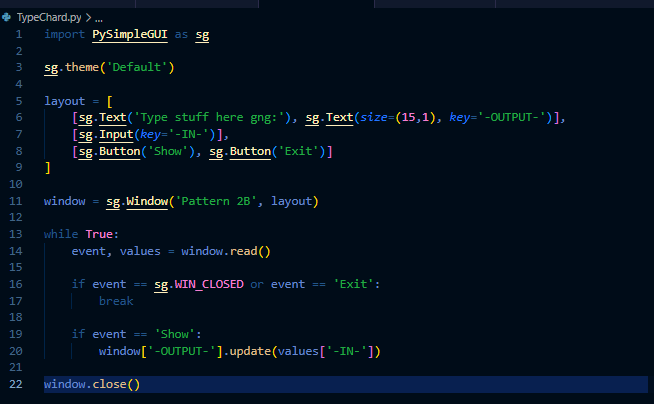 TypeChard.py > ...
1 import PySimpleGUI as sg
2
3 sg.theme('Default')
4
5 layout = [
6     [sg.Text('Type stuff here gng:'), sg.Text(size=(15,1), key='-OUTPUT-')],
7     [sg.Input(key='-IN-')],
8     [sg.Button('Show'), sg.Button('Exit')]
9 ]
10
11 window = sg.Window('Pattern 2B', layout)
12
13 while True:
14     event, values = window.read()
15
16     if event == sg.WIN_CLOSED or event == 'Exit':
17         break
18
19     if event == 'Show':
20         window['-OUTPUT-'].update(values['-IN-'])
21
22 window.close()